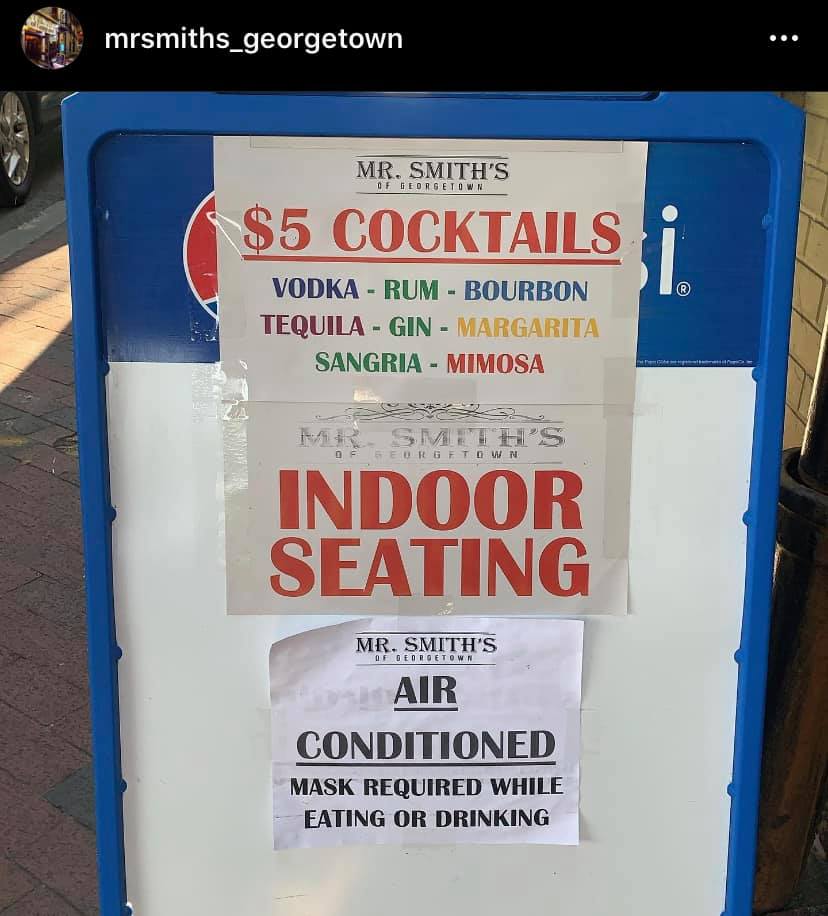 mrsmiths_georgetown
MR. SMITH'S
OF GEORGETOWN
$5 COCKTAILS
VODKA - RUM - BOURBON
TEQUILA - GIN - MARGARITA
SANGRIA - MIMOSA
si®
MR. SMITH'S
OF GEORGETOWN
INDOOR
SEATING
MR. SMITH'S
OF GEORGETOWN
AIR
CONDITIONED
MASK REQUIRED WHILE
EATING OR DRINKING